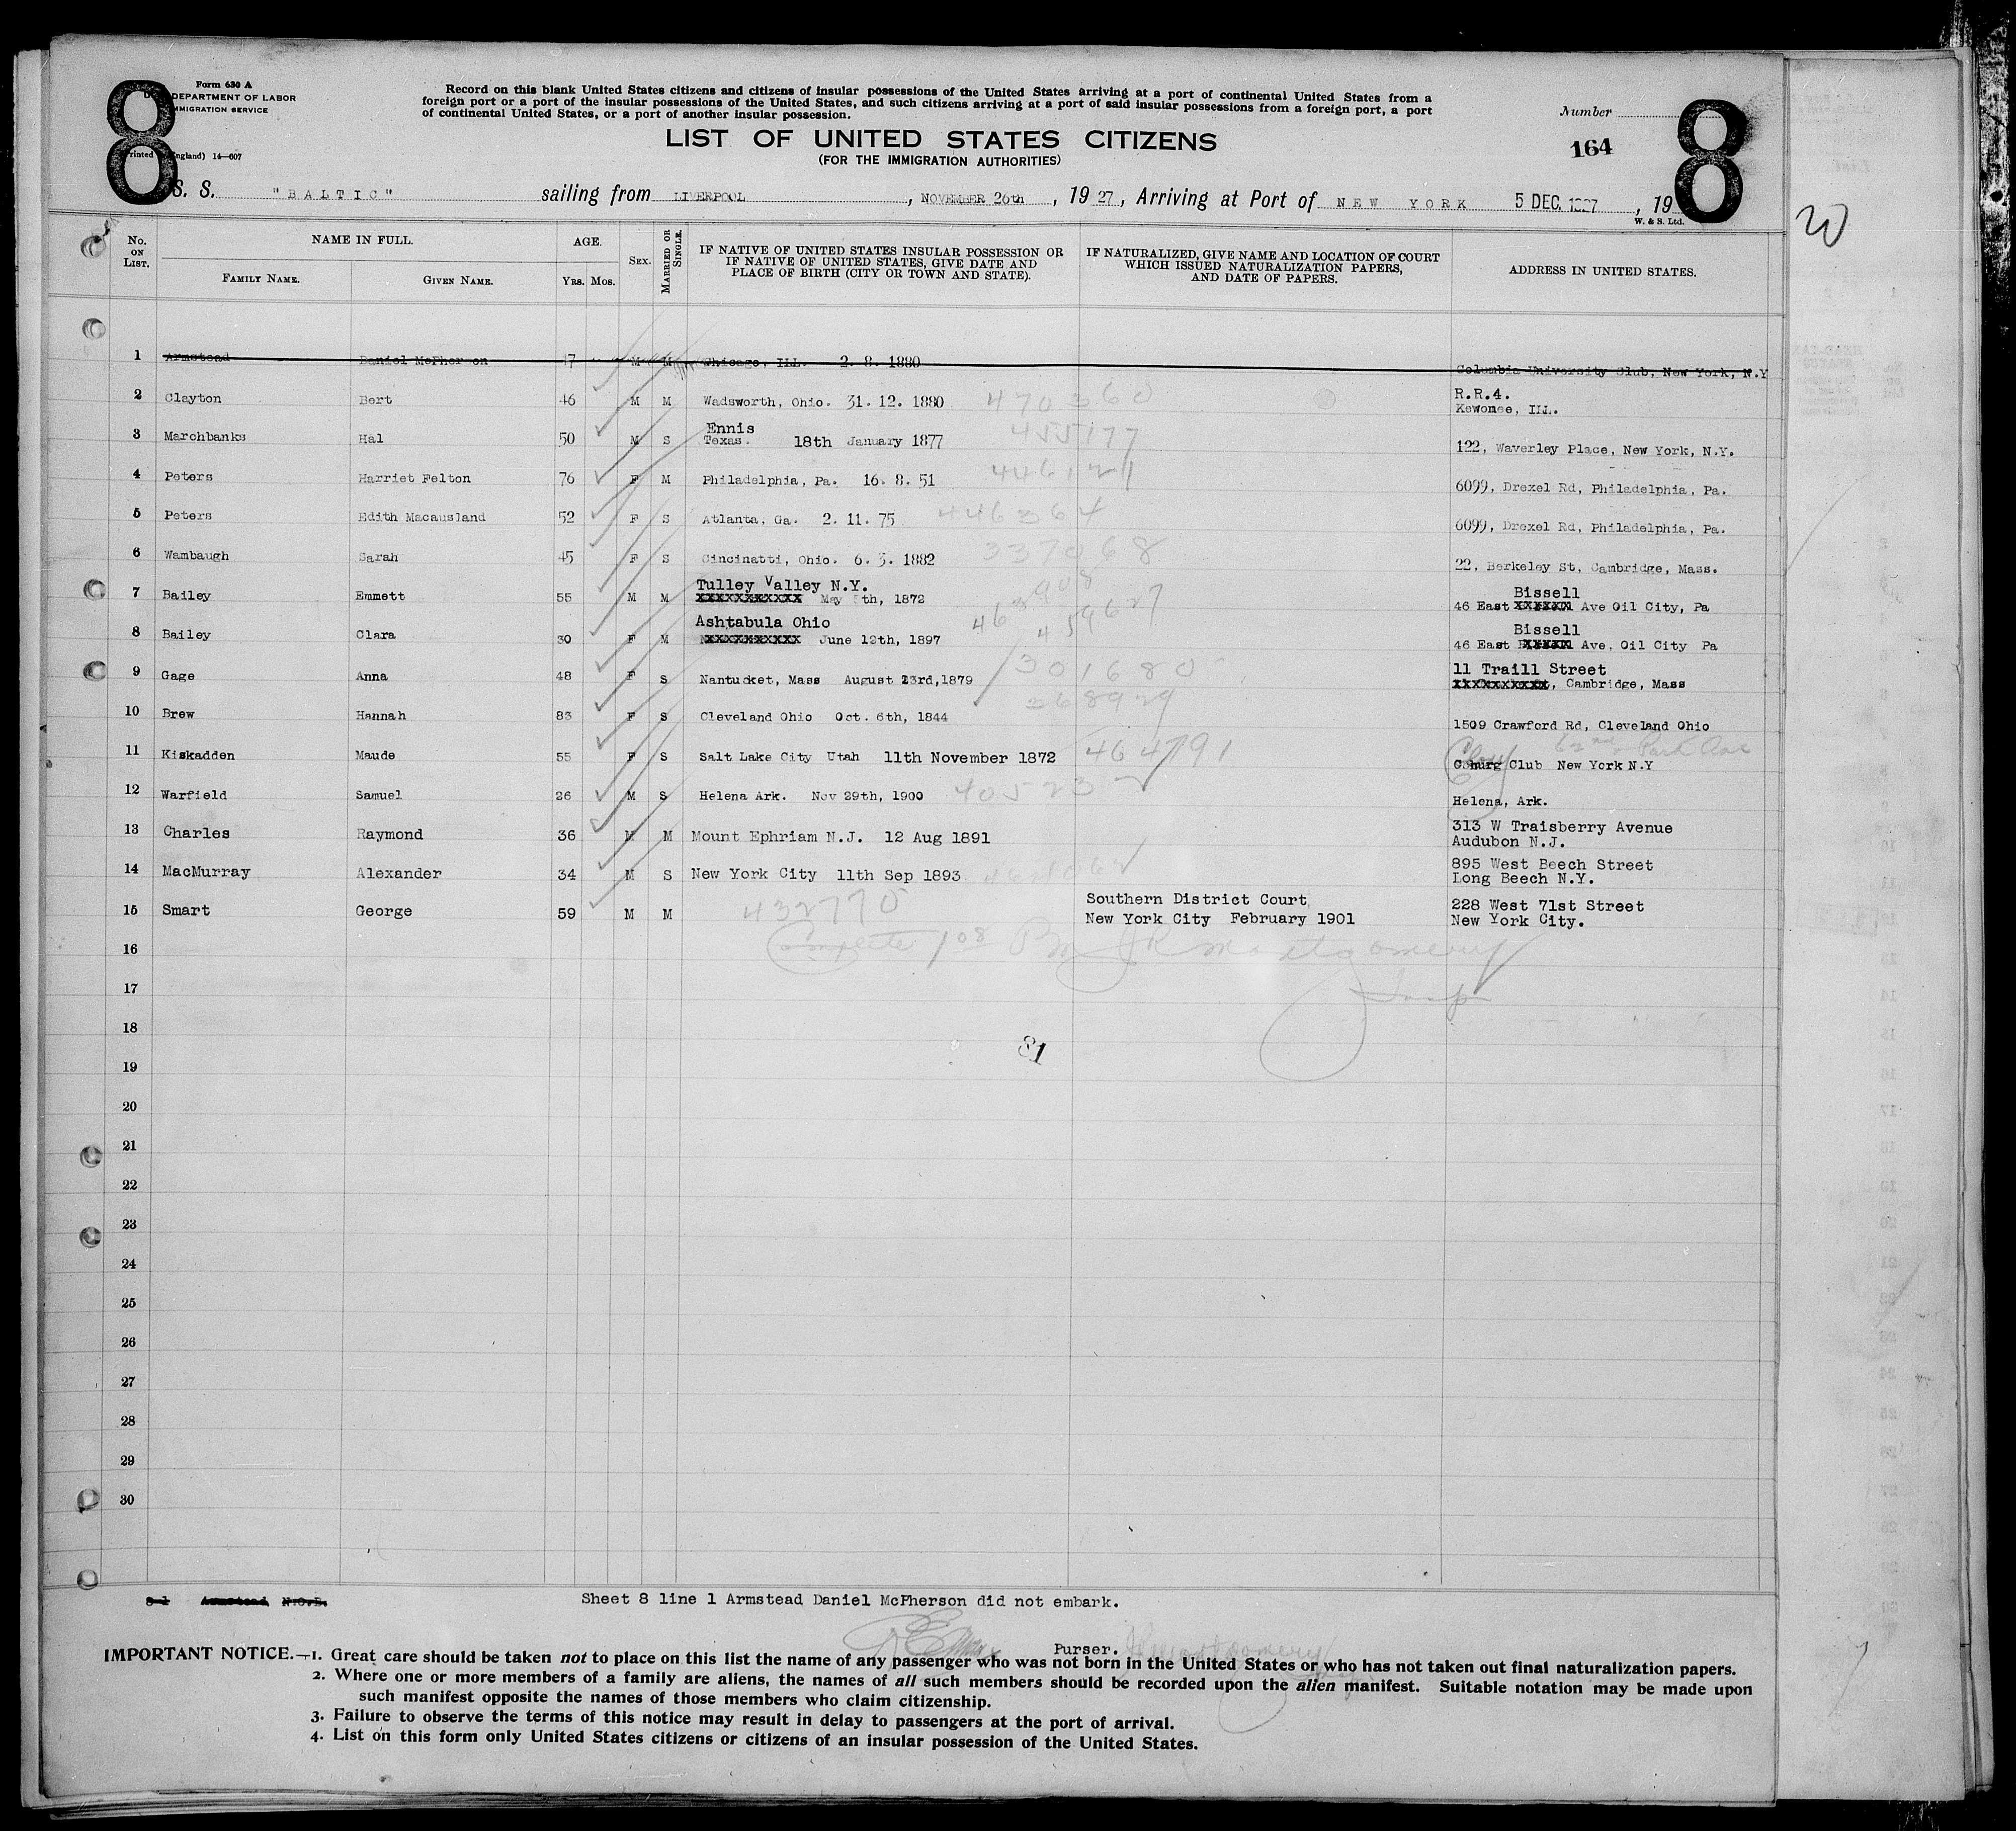 8
Form 630 A
DEPARTMENT OF LABOR
IMMIGRATION SERVICE
Record on this blank United States citizens and citizens of insular possessions of the United States arriving at a port of continental United States from a
foreign port or a port of the insular possessions of the United States, and such citizens arriving at a port of said insular possessions from a foreign port, a port
of continental United States, or a port of another insular possession.
Number
8
LIST OF UNITED STATES CITIZENS
(FOR THE IMMIGRATION AUTHORITIES)
164
Printed England) 14—607
S. S. "BALTIC" sailing from LIVERPOOL, NOVEMBER 26th, 1927, Arriving at Port of NEW YORK 5 DEC. 1927, 19
W. & S. Ltd.
20
No. ON LIST.
NAME IN FULL.
FAMILY NAME. GIVEN NAME.
AGE.
Yrs. Mos.
SEX.
MARRIED OR SINGLE.
IF NATIVE OF UNITED STATES INSULAR POSSESSION OR
IF NATIVE OF UNITED STATES, GIVE DATE AND
PLACE OF BIRTH (CITY OR TOWN AND STATE).
IF NATURALIZED, GIVE NAME AND LOCATION OF COURT
WHICH ISSUED NATURALIZATION PAPERS,
AND DATE OF PAPERS.
ADDRESS IN UNITED STATES.
1 Armstead Daniel McPherson 47 M M Chicago, ILL. 2. 8. 1880 Columbia University Club, New York, N.Y
2 Clayton Bert 46 M M Wadsworth, Ohio. 31. 12. 1880 470360 R.R.4.
Kewonee, ILL.
3 Marchbanks Hal 50 M S Ennis
Texas. 18th January 1877 455177 122, Waverley Place, New York, N.Y.
4 Peters Harriet Felton 76 F M Philadelphia, Pa. 16. 8. 51 6099, Drexel Rd, Philadelphia, Pa.
5 Peters Edith Macausland 52 F S Atlanta, Ga. 2. 11. 75 446364 6099, Drexel Rd, Philadelphia, Pa.
6 Wambaugh Sarah 45 F S Cincinatti, Ohio. 6. 3. 1882 337068 22, Berkeley St, Cambridge, Mass.
7 Bailey Emmett 55 M M Tulley Valley N.Y.
XXXXXXXXXXX May 5th, 1872 463908 Bissell
46 East XXXXXX Ave Oil City, Pa
8 Bailey Clara 30 F M Ashtabula Ohio
XXXXXXXXXX June 12th, 1897 459627 Bissell
46 East XXXXX Ave, Oil City Pa
9 Gage Anna 48 F S Nantucket, Mass August 23rd,1879 301680 11 Traill Street
XXXXXXXXXX, Cambridge, Mass
10 Brew Hannah 83 F S Cleveland Ohio Oct. 6th, 1844 368929 1509 Crawford Rd, Cleveland Ohio
11 Kiskadden Maude 55 F S Salt Lake City Utah 11th November 1872 464791 62nd Park Ave
Club New York N.Y
12 Warfield Samuel 26 M S Helena Ark. Nov 29th, 1900 405232 Helena, Ark.
13 Charles Raymond 36 M M Mount Ephriam N.J. 12 Aug 1891 313 W Traisberry Avenue
Audubon N.J.
14 MacMurray Alexander 34 M S New York City 11th Sep 1893 895 West Beech Street
Long Beech N.Y.
15 Smart George 59 M M 432770 Southern District Court
New York City February 1901 228 West 71st Street
New York City.
16 Complete JR Montgomery
17 Insp
18
81
19
20
21
22
23
24
25
26
27
28
29
30
8-1 Armstead N.O.B.
Sheet 8 line 1 Armstead Daniel McPherson did not embark.
Purser.
IMPORTANT NOTICE.—1. Great care should be taken not to place on this list the name of any passenger who was not born in the United States or who has not taken out final naturalization papers.
2. Where one or more members of a family are aliens, the names of all such members should be recorded upon the alien manifest. Suitable notation may be made upon
such manifest opposite the names of those members who claim citizenship.
3. Failure to observe the terms of this notice may result in delay to passengers at the port of arrival.
4. List on this form only United States citizens or citizens of an insular possession of the United States.